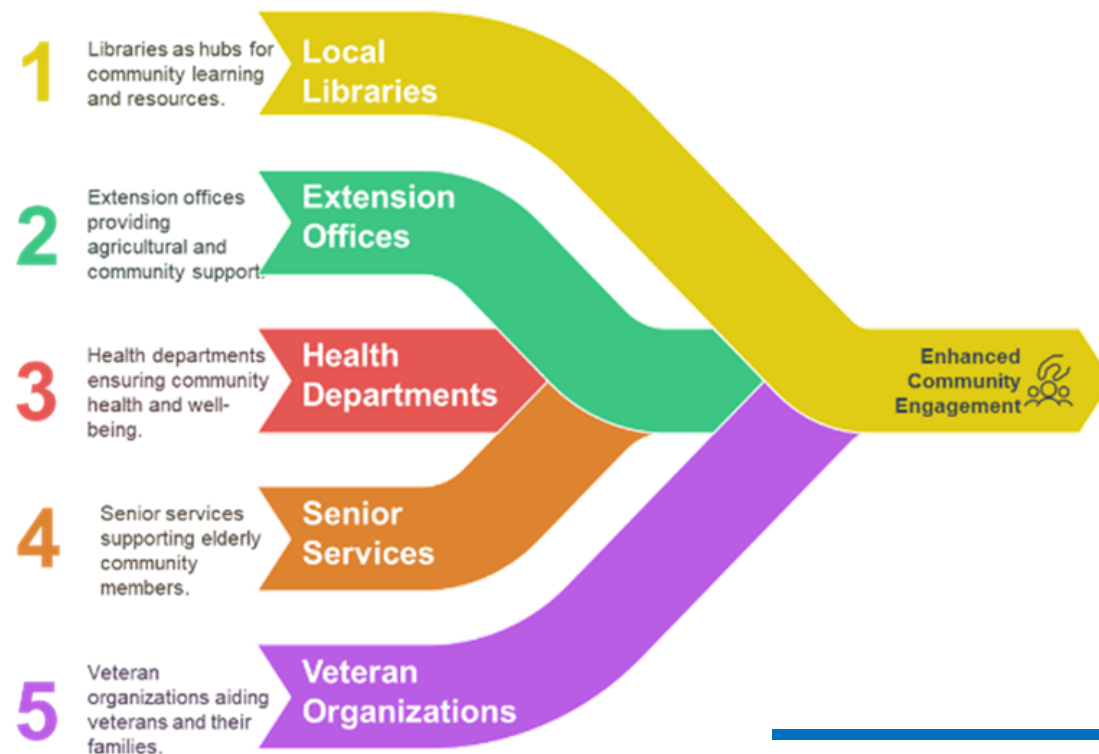 1
Libraries as hubs for
community learning
and resources.
Local
Libraries
2
Extension offices
providing
agricultural and
community support.
Extension
Offices
3
Health departments
ensuring community
health and well-
being.
Health
Departments
4
Senior services
supporting elderly
community
members.
Senior
Services
5
Veteran
organizations aiding
veterans and their
families.
Veteran
Organizations
Enhanced
Community
Engagement